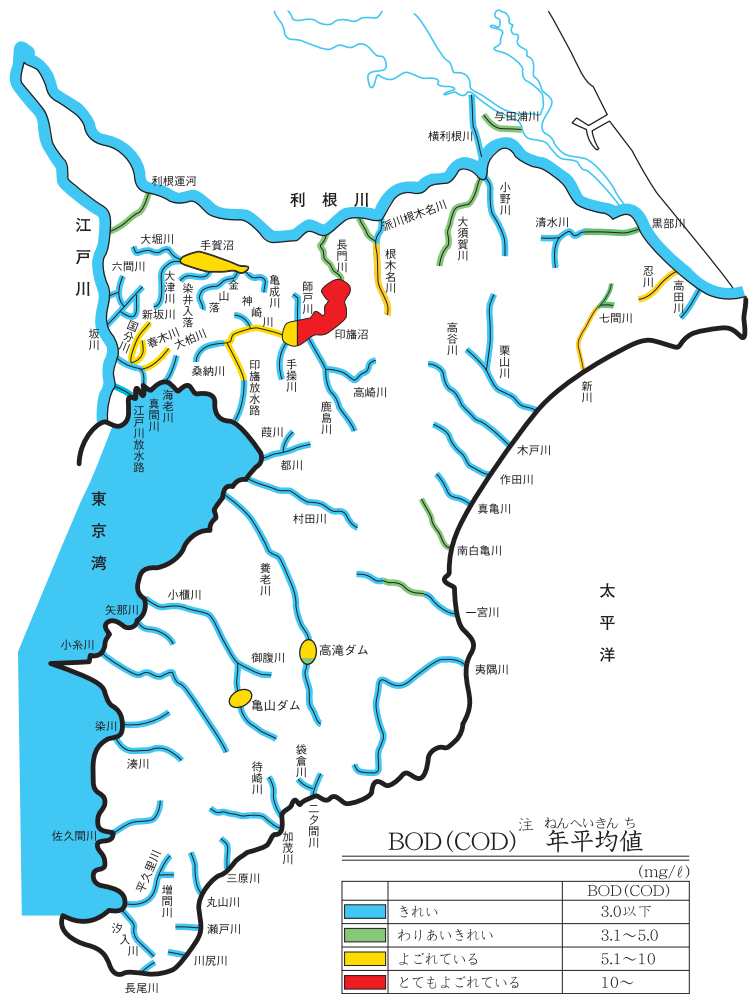 与田浦川
横利根川
利根運河
利根川
派川根木名川
小野川
大須賀川
清水川
黒部川
江戸川
大堀川
手賀沼
長門川
根木名川
忍川
高田川
六間川
大津川
染井入落
金山落
亀成川
神崎川
師戸川
印旛沼
七間川
新坂川
国分川
春木川
大柏川
坂川
桑納川
印旛放水路
手操川
高崎川
鹿島川
高谷川
栗山川
新川
海老川
真間川
江戸川放水路
葭川
都川
木戸川
作田川
真亀川
南白亀川
村田川
東京湾
養老川
一宮川
太平洋
小櫃川
矢那川
小糸川
御腹川
高滝ダム
亀山ダム
夷隅川
染川
湊川
袋倉川
待崎川
二タ間川
加茂川
佐久間川
平久里川
増間川
三原川
丸山川
瀬戸川
川尻川
汐入川
長尾川
BOD(COD) 注 年平均値
ねんへいきんち
(mg/ℓ)
BOD(COD)
きれい 3.0以下
わりあいきれい 3.1〜5.0
よごれている 5.1〜10
とてもよごれている 10〜